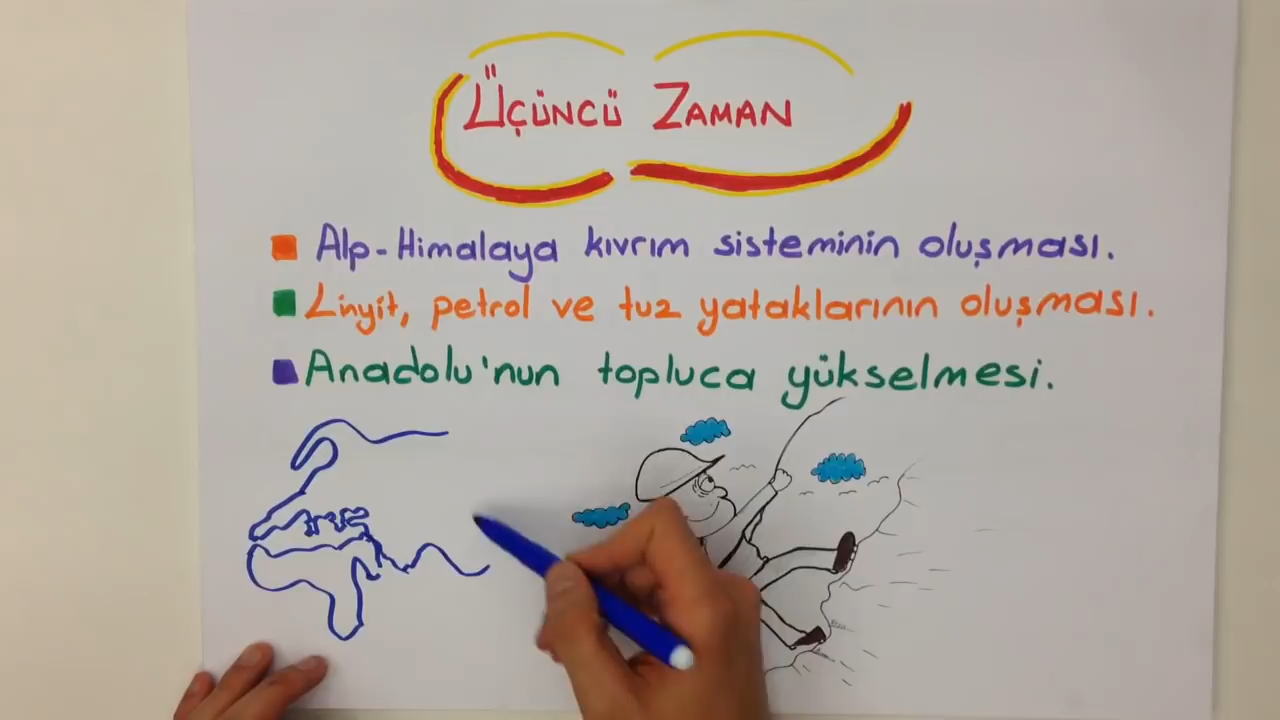 Üçüncü Zaman
Alp-Himalaya kıvrım sisteminin oluşması.
Linyit, petrol ve tuz yataklarının oluşması.
Anadolu'nun topluca yükselmesi.